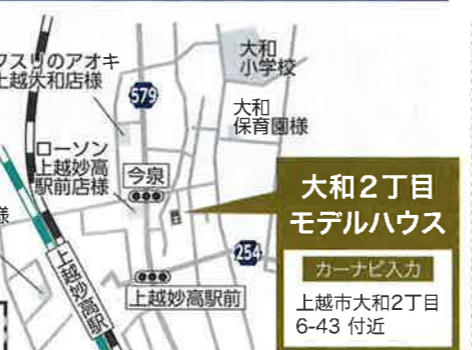 クスリのアオキ
上越大和店様
大和
小学校
579
大和
保育園様
ローソン
上越妙高
駅前店様
今泉
大和2丁目
モデルハウス
様
254
カーナビ入力
上越妙高駅
上越妙高駅前
上越市大和2丁目
6-43 付近